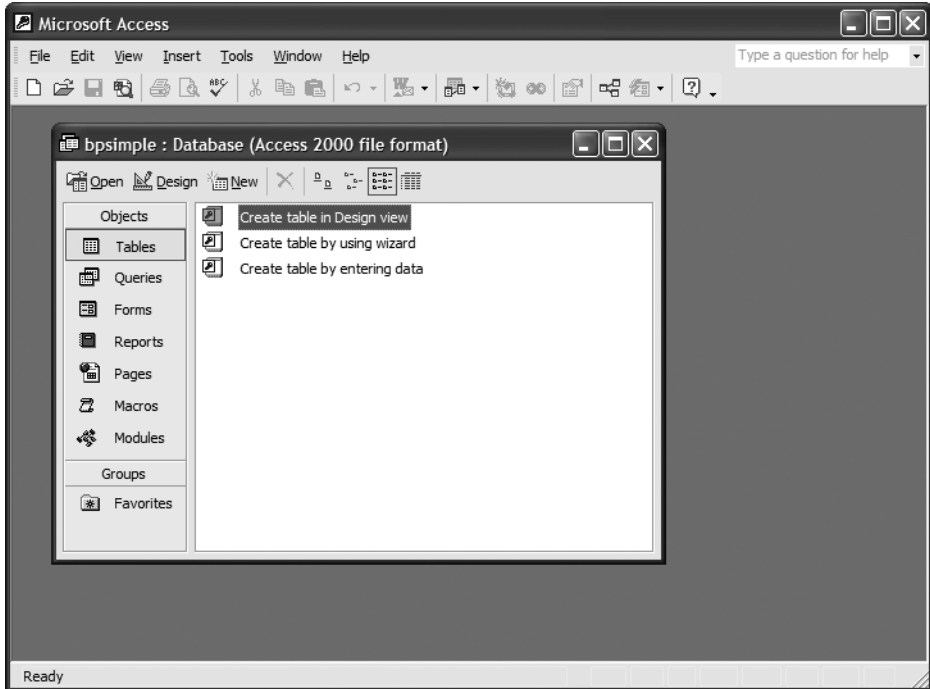 Microsoft Access
File Edit View Insert Tools Window Help Type a question for help
bpsimple : Database (Access 2000 file format)
Open Design New
Objects
Tables
Queries
Forms
Reports
Pages
Macros
Modules
Groups
Favorites
Create table in Design view
Create table by using wizard
Create table by entering data
Ready